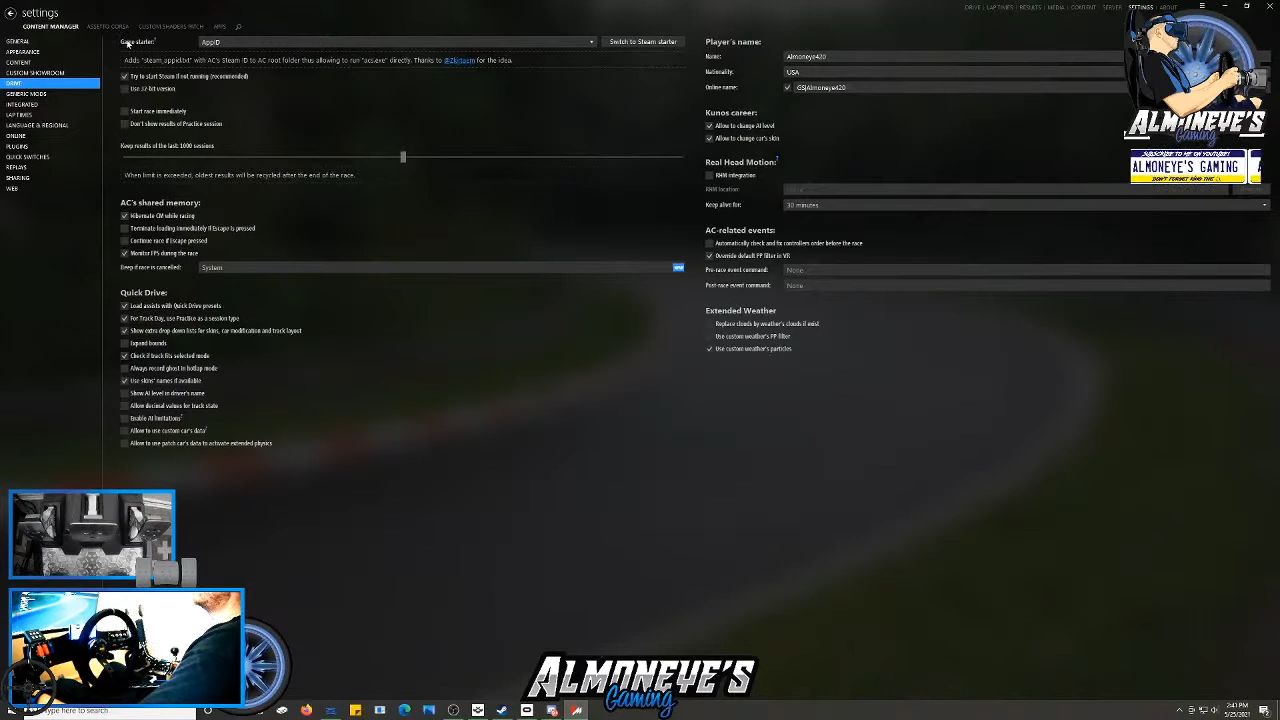 settings
DRIVE | LAP TIMES | RESULTS | MEDIA | CONTENT | SERVER
SETTINGS | ABOUT
CONTENT MANAGER
ASSETTO CORSA
CUSTOM SHADERS PATCH
APPS
GENERAL
APPEARANCE
CONTENT
CUSTOM SHOWROOM
DRIVE
GENERIC MODS
INTEGRATED
LAP TIMES
LANGUAGE & REGIONAL
ONLINE
PLUGINS
QUICK SWITCHES
REPLAYS
SHARING
WEB
Game starter:?
AppID
Switch to Steam starter
Adds "steam_appid.txt" with AC's Steam ID to AC root folder thus allowing to run "acs.exe" directly. Thanks to for the idea.
Try to start Steam if not running (recommended)
Use 32-bit version
Start race immediately
Don't show results of Practice session
Keep results of the last: 1000 sessions
When limit is exceeded, oldest results will be recycled after the end of the race.
AC's shared memory:
Hibernate CM while racing
Terminate loading immediately if Escape is pressed
Continue race if Escape pressed
Monitor FPS during the race
Beep if race is cancelled:
System
Quick Drive:
Load assists with Quick Drive presets
For Track Day, use Practice as a session type
Show extra drop-down lists for skins, car modification and track layout
Expand bounds
Check if track fits selected mode
Always record ghost in hotlap mode
Use skins' names if available
Show AI level in driver's name
Allow decimal values for track state
Enable AI limitations?
Allow to use custom car's data?
Allow to use patch car's data to activate extended physics
Player's name:
Name:
Almoneye420
Nationality:
USA
Online name:
GS|Almoneye420
Kunos career:
Allow to change AI level
Allow to change car's skin
Real Head Motion:?
RHM integration
RHM location:
Keep alive for:
30 minutes
AC-related events:
Automatically check and fix controllers order before the race
Override default PP filter in VR
Pre-race event command:
None
Post-race event command:
None
Extended Weather
Replace clouds by weather's clouds if exist
Use custom weather's PP filter
Use custom weather's particles
ALMONEYE'S
Gaming
SUBSCRIBE TO ME ON YOUTUBE!
ALMONEYE'S GAMING
ALMONEYE'S
Gaming
Type here to search
2:41 PM
5/25/2021